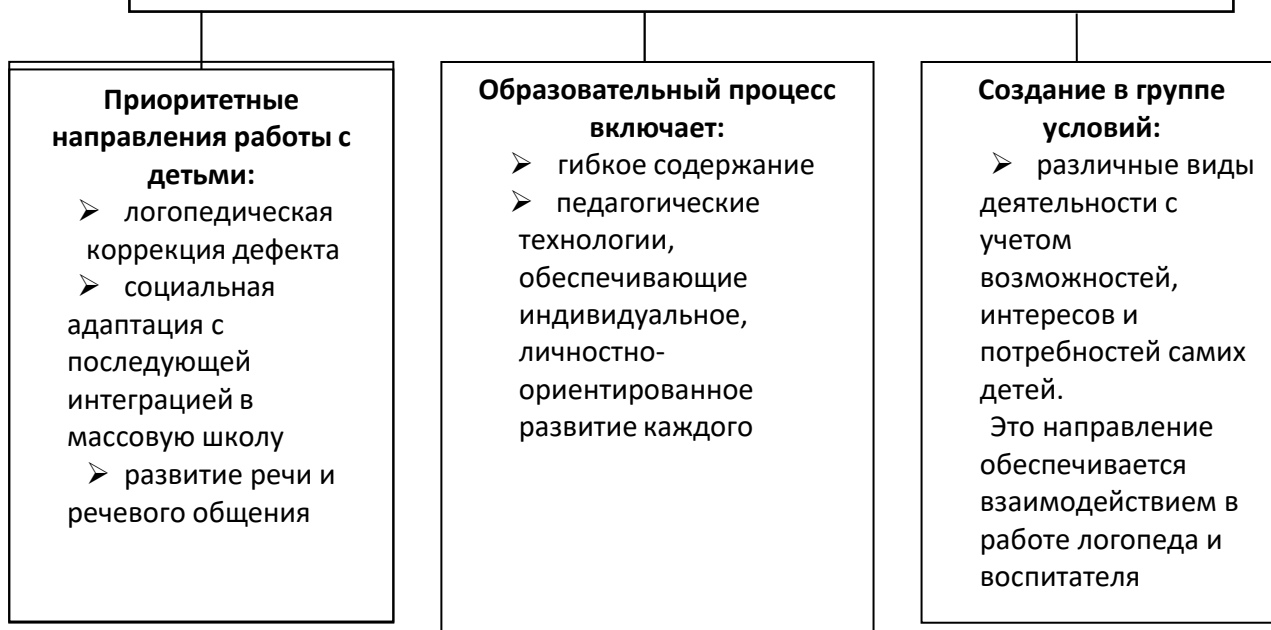 Приоритетные
направления работы с
детьми:
➢ логопедическая
коррекция дефекта
➢ социальная
адаптация с
последующей
интеграцией в
массовую школу
➢ развитие речи и
речевого общения
Образовательный процесс
включает:
➢ гибкое содержание
➢ педагогические
технологии,
обеспечивающие
индивидуальное,
личностно-
ориентированное
развитие каждого
Создание в группе
условий:
➢ различные виды
деятельности с
учетом
возможностей,
интересов и
потребностей самих
детей.
Это направление
обеспечивается
взаимодействием в
работе логопеда и
воспитателя